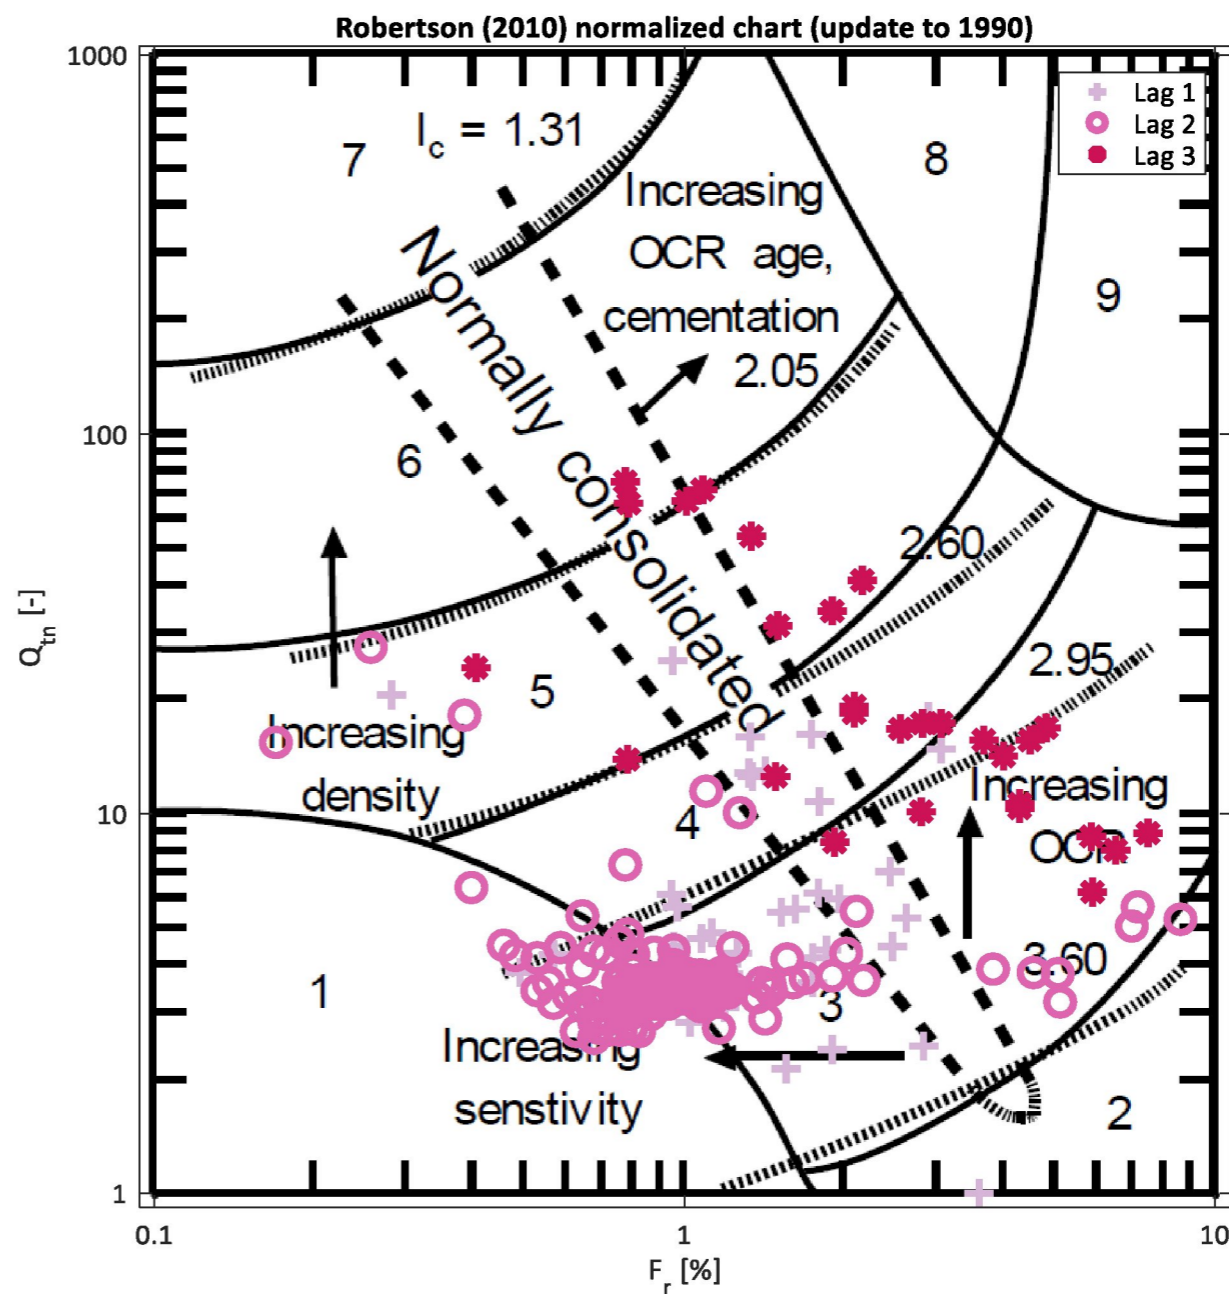 Robertson (2010) normalized chart (update to 1990)
1000
100
10
1
Qtn [-]
0.1
1
10
Fr [%]
Lag 1
Lag 2
Lag 3
7
Ic = 1.31
8
Increasing
OCR age,
cementation
9
2.05
Normally consolidated
6
2.60
2.95
5
Increasing
density
4
Increasing
OCR
3.60
1
3
Increasing
senstivity
2